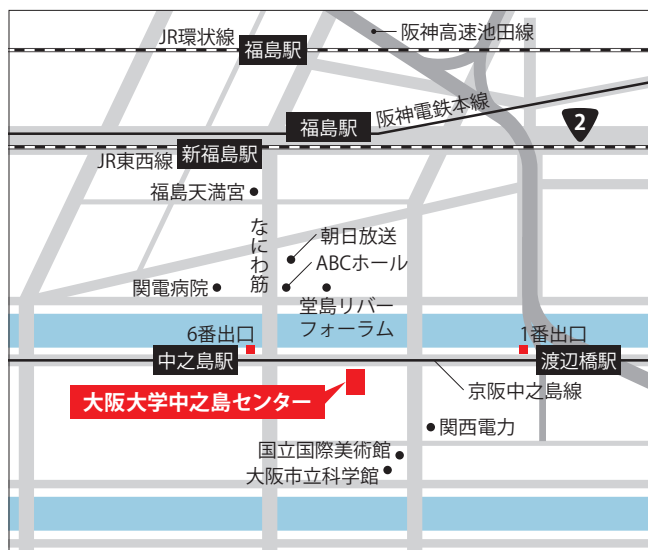 JR環状線
阪神高速池田線
福島駅
阪神電鉄本線
福島駅
2
JR東西線
新福島駅
福島天満宮
なにわ筋
朝日放送
ABCホール
関電病院
堂島リバー
フォーラム
6番出口
1番出口
中之島駅
渡辺橋駅
大阪大学中之島センター
京阪中之島線
関西電力
国立国際美術館
大阪市立科学館